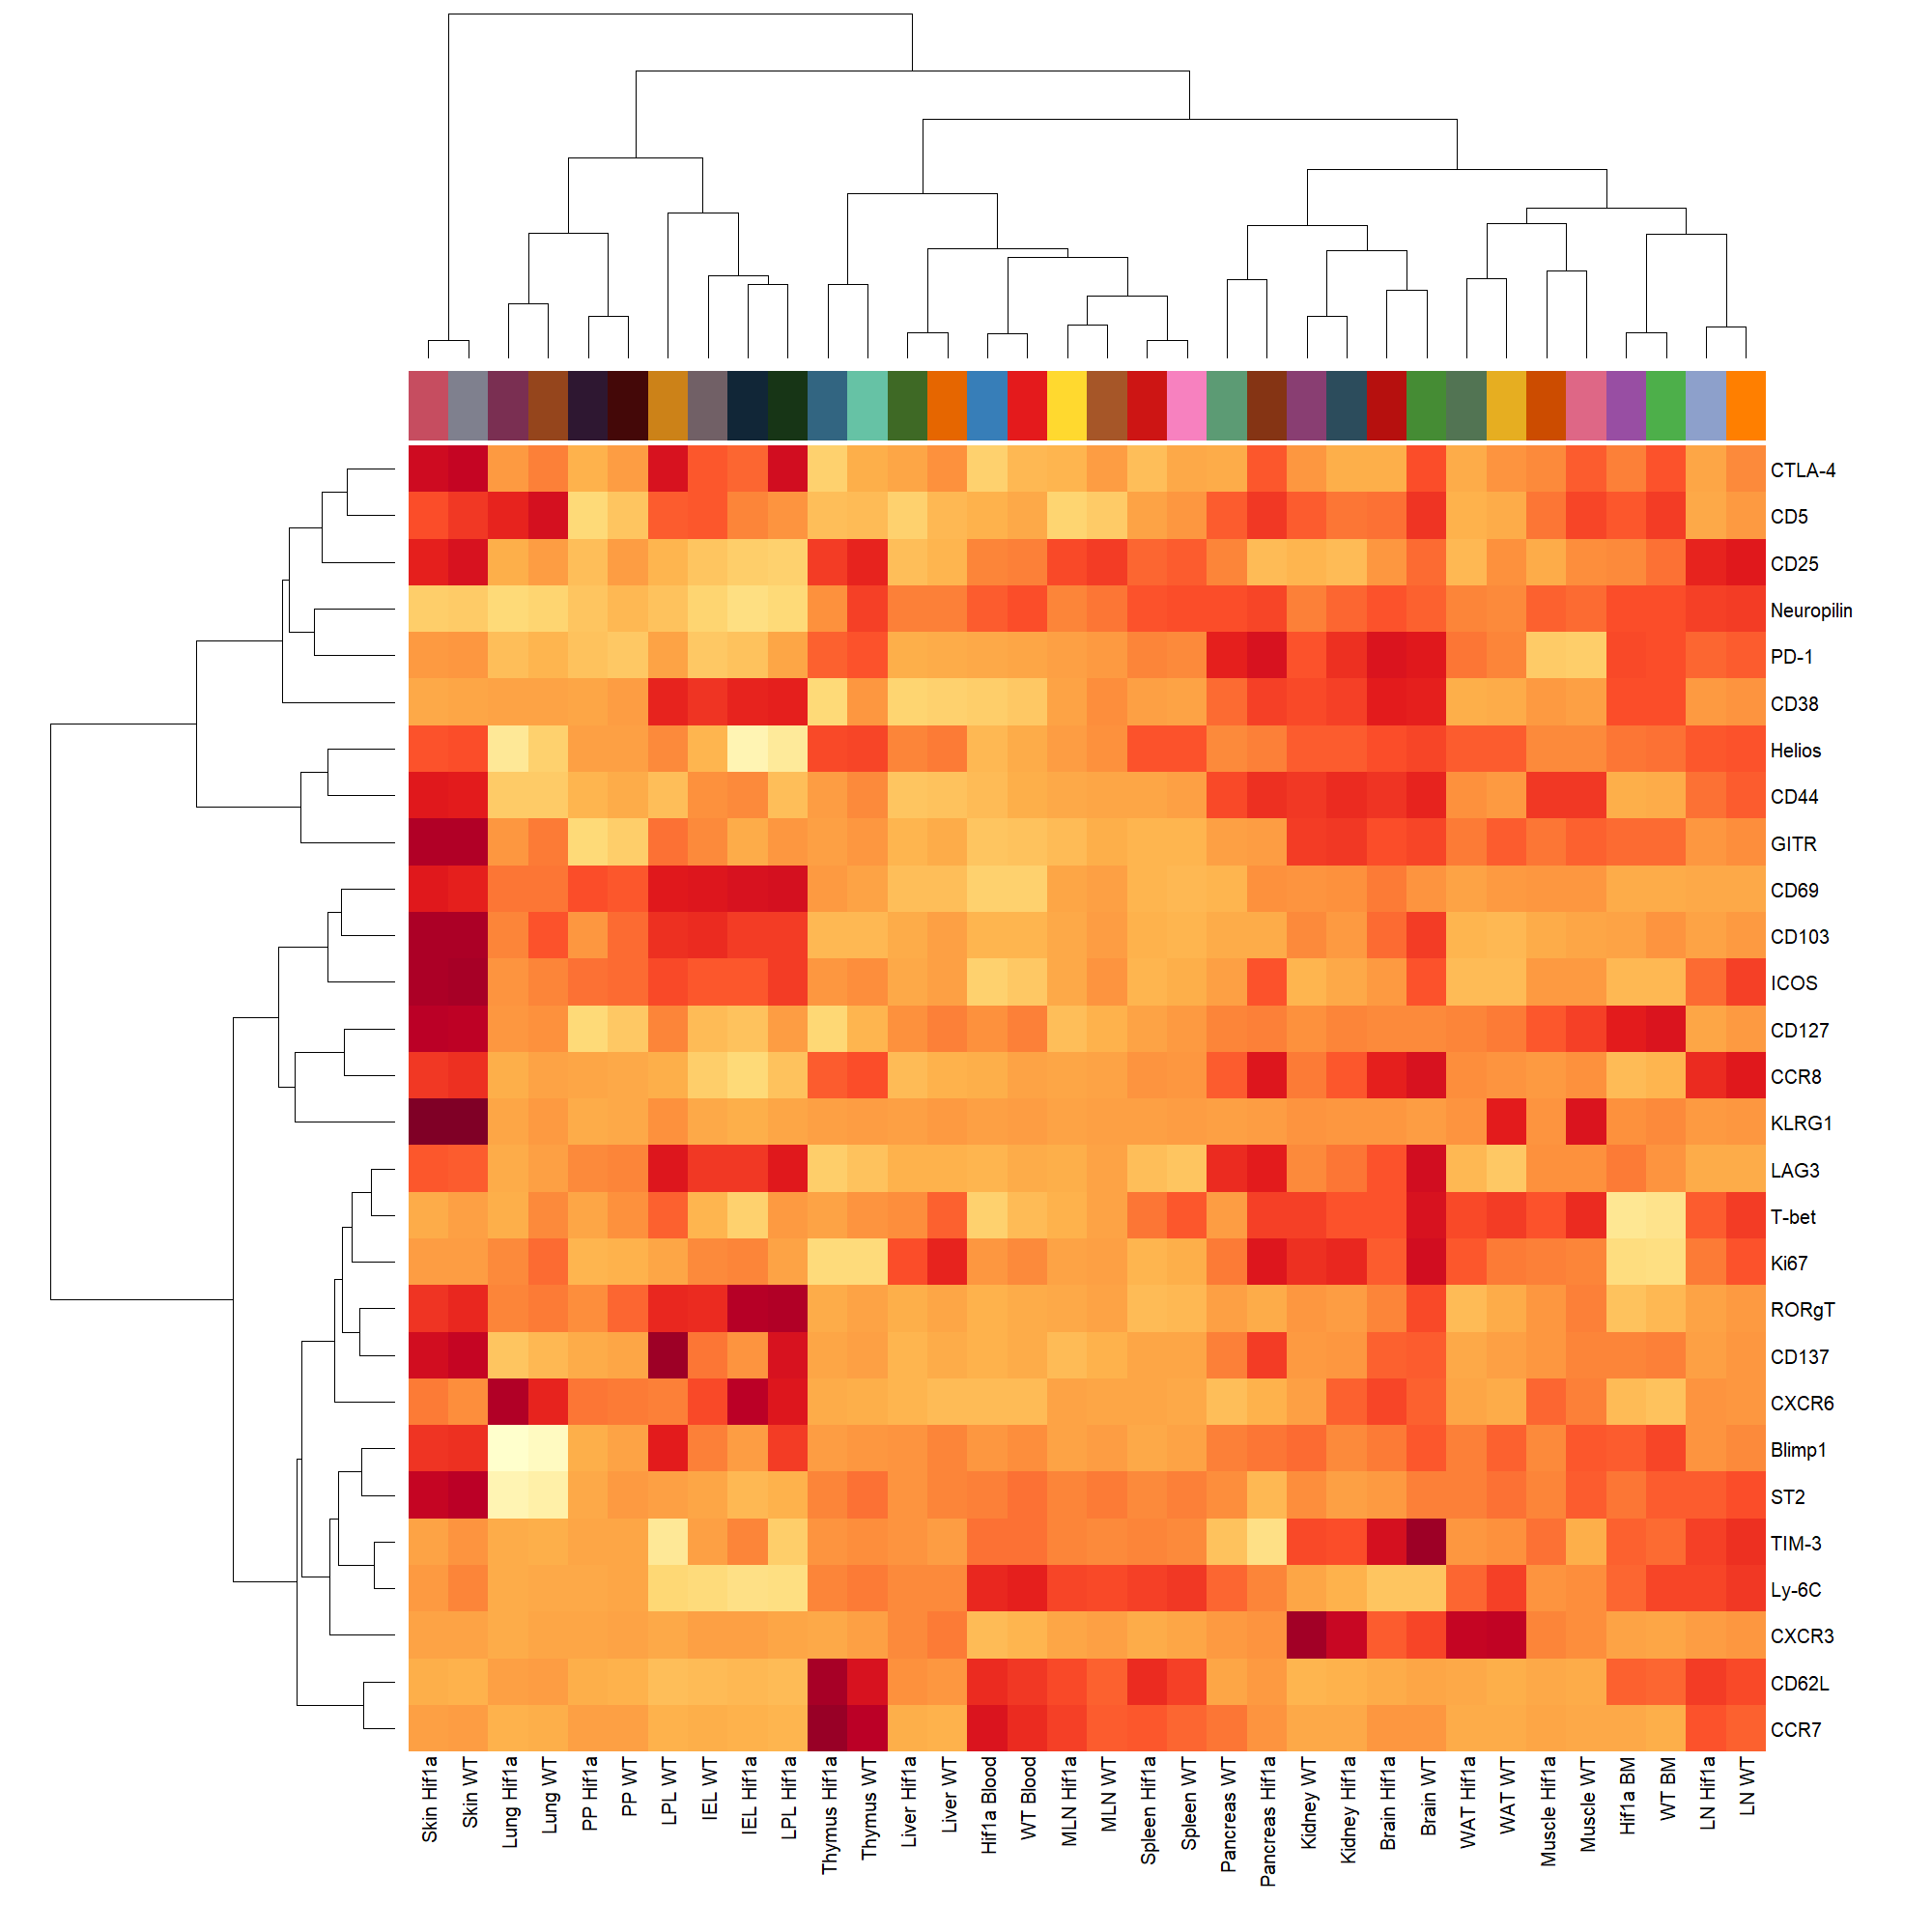 CTLA-4
CD5
CD25
Neuropilin
PD-1
CD38
Helios
CD44
GITR
CD69
CD103
ICOS
CD127
CCR8
KLRG1
LAG3
T-bet
Ki67
RORgT
CD137
CXCR6
Blimp1
ST2
TIM-3
Ly-6C
CXCR3
CD62L
CCR7
Skin Hif1a
Skin WT
Lung Hif1a
Lung WT
PP Hif1a
PP WT
LPL WT
IEL WT
IEL Hif1a
LPL Hif1a
Thymus Hif1a
Thymus WT
Liver Hif1a
Liver WT
Hif1a Blood
WT Blood
MLN Hif1a
MLN WT
Spleen Hif1a
Spleen WT
Pancreas WT
Pancreas Hif1a
Kidney WT
Kidney Hif1a
Brain Hif1a
Brain WT
WAT Hif1a
WAT WT
Muscle Hif1a
Muscle WT
Hif1a BM
WT BM
LN Hif1a
LN WT